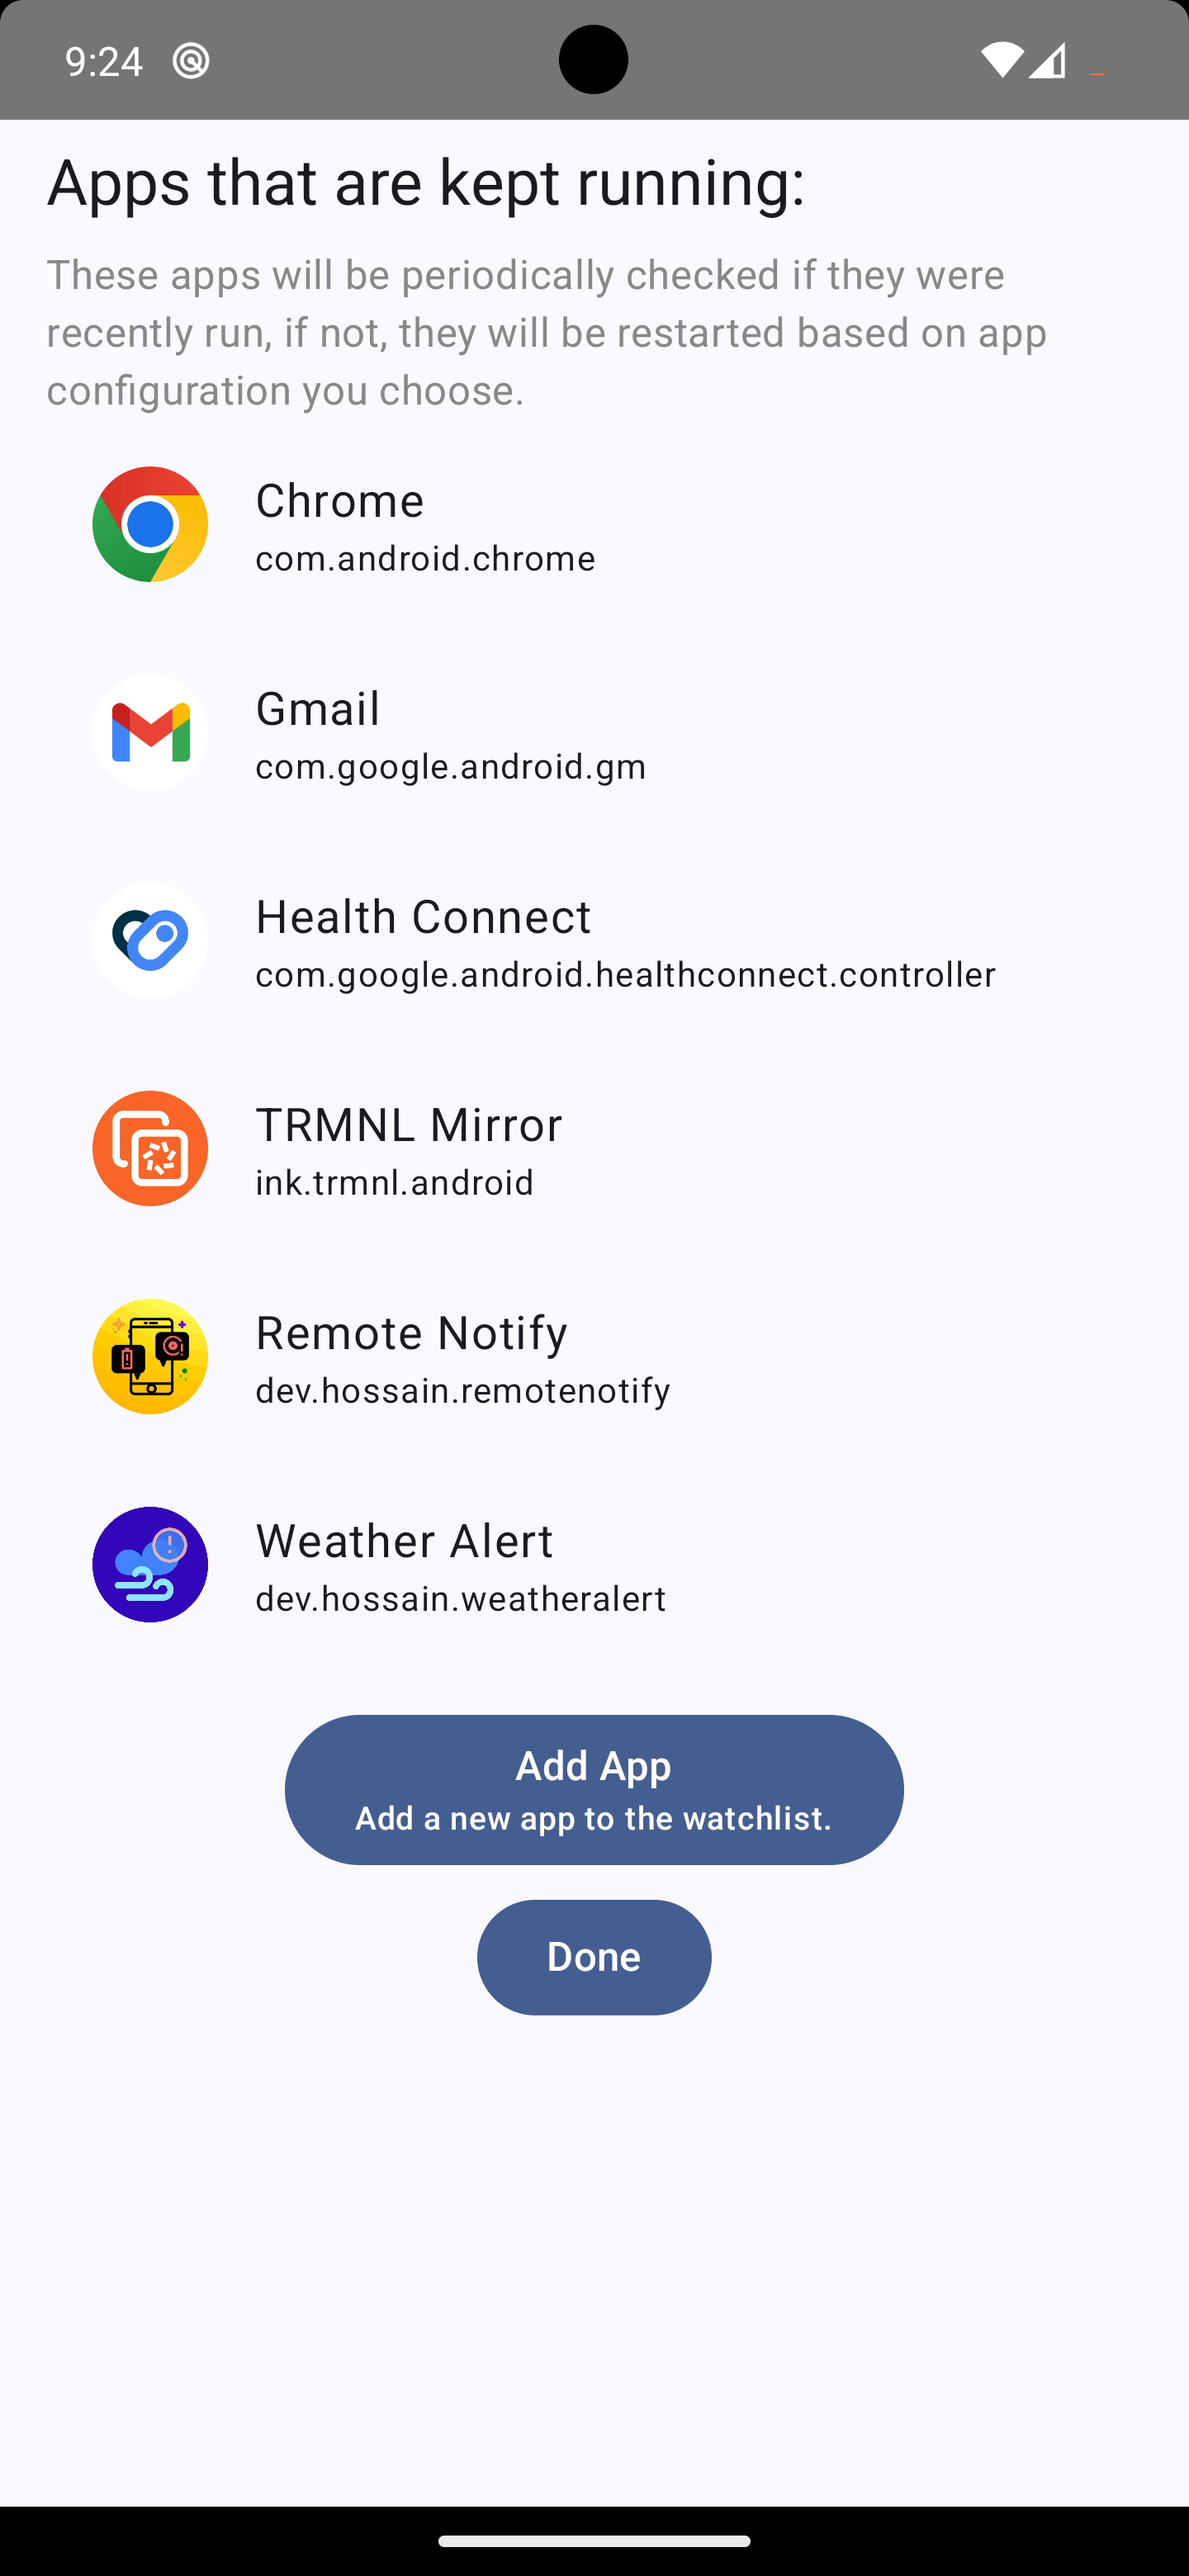 9:24
Apps that are kept running:
These apps will be periodically checked if they were
recently run, if not, they will be restarted based on app
configuration you choose.
Chrome
com.android.chrome
Gmail
com.google.android.gm
Health Connect
com.google.android.healthconnect.controller
TRMNL Mirror
ink.trmnl.android
Remote Notify
dev.hossain.remotenotify
Weather Alert
dev.hossain.weatheralert
Add App
Add a new app to the watchlist.
Done